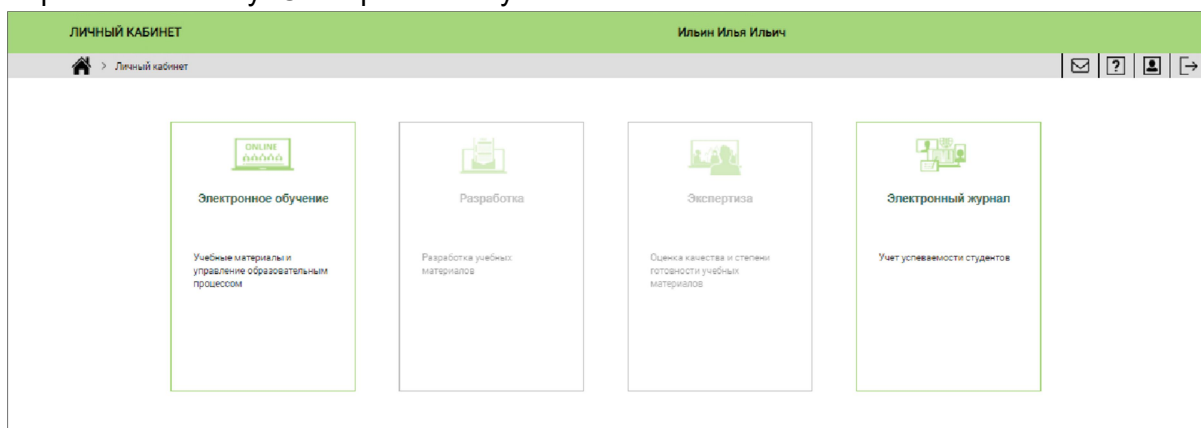 ЛИЧНЫЙ КАБИНЕТ
Ильин Илья Ильич
> Личный кабинет
?
ONLINE
Электронное обучение
Учебные материалы и
управление образовательным
процессом
Разработка
Разработка учебных
материалов
Экспертиза
Оценка качества и степени
готовности учебных
материалов
Электронный журнал
Учет успеваемости студентов